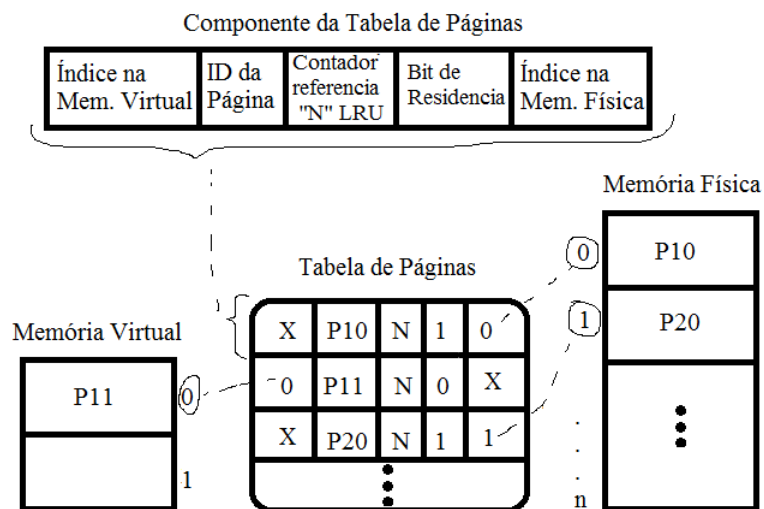 Componente da Tabela de Páginas
Índice na
Mem. Virtual
ID da
Página
Contador
referencia
"N" LRU
Bit de
Residencia
Índice na
Mem. Física
Memória Física
0
P10
1
P20
.
.
.
n
Tabela de Páginas
X P10 N 1 0
0 P11 N 0 X
X P20 N 1 1
Memória Virtual
P11
0
1